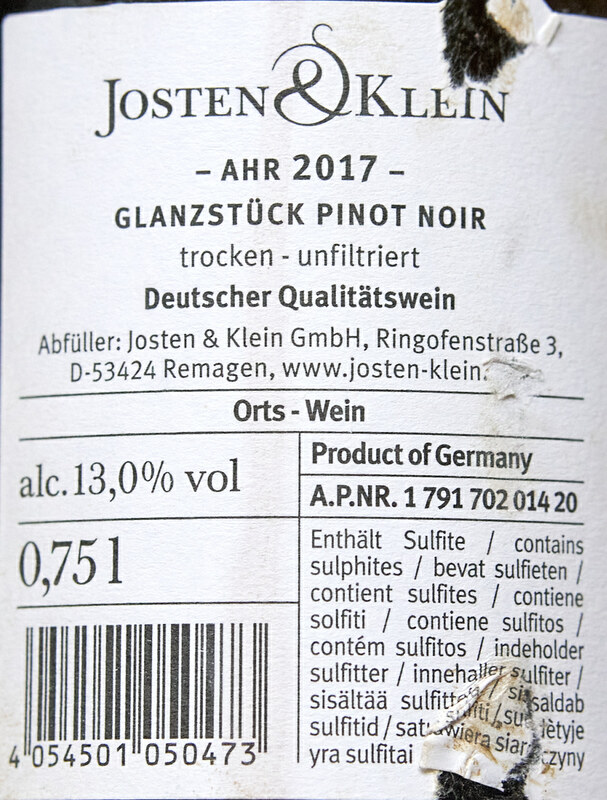 JOSTEN & KLEIN
– AHR 2017 –
GLANZSTÜCK PINOT NOIR
trocken - unfiltriert
Deutscher Qualitätswein
Abfüller: Josten & Klein GmbH, Ringofenstraße 3,
D-53424 Remagen, www.josten-klein.
Orts - Wein
alc. 13,0% vol
0,75 l
4 054501 050473
Product of Germany
A.P.NR. 1 791 702 014 20
Enthält Sulfite / contains
sulphites / bevat sulfieten /
contient sulfites / contiene
solfiti / contiene sulfitos /
contém sulfitos / indeholder
sulfitter / innehaller sulfiter /
sisältää
sulfitid /
yra sulfitai